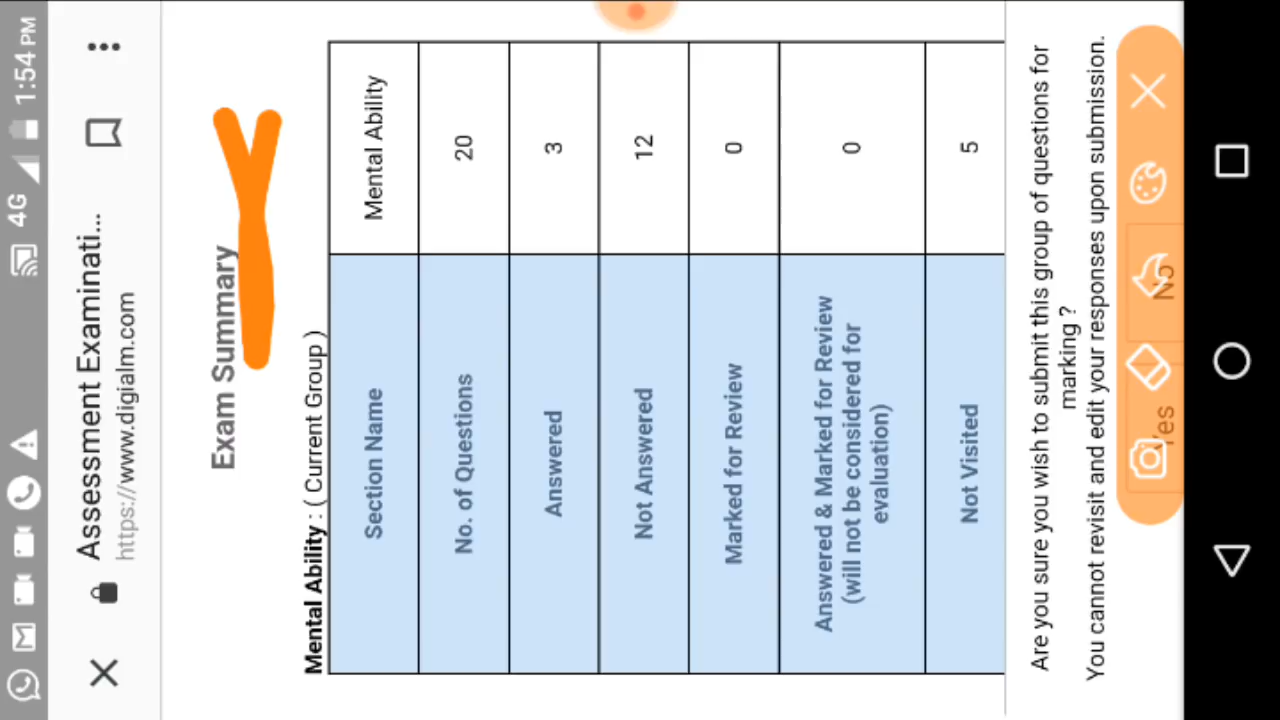 4G 1:54 PM
Assessment Examinati...
https://www.digialm.com
Exam Summary
Mental Ability : ( Current Group )
Section Name Mental Ability
No. of Questions 20
Answered 3
Not Answered 12
Marked for Review 0
Answered & Marked for Review
(will not be considered for
evaluation) 0
Not Visited 5
Are you sure you wish to submit this group of questions for
marking ?
You cannot revisit and edit your responses upon submission.
Yes No